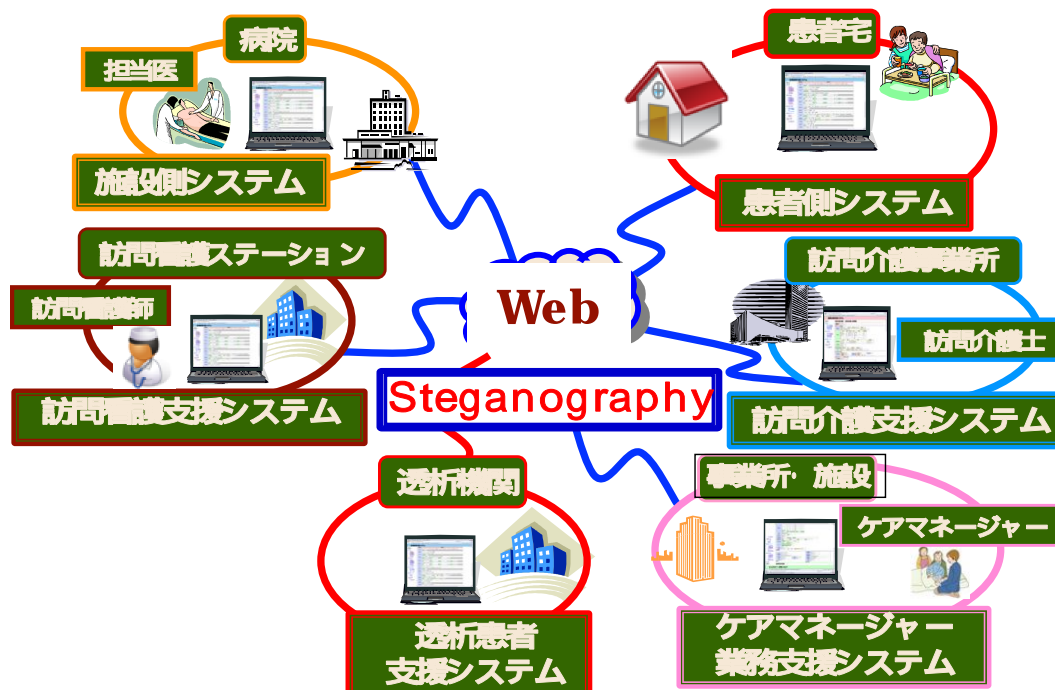 病院
担当医
施設側システム
患者宅
患者側システム
訪問看護ステーション
訪問看護師
訪問看護支援システム
Web
Steganography
訪問介護事業所
訪問介護士
訪問介護支援システム
透析機関
透析患者
支援システム
事業所・施設
ケアマネージャー
ケアマネージャー
業務支援システム